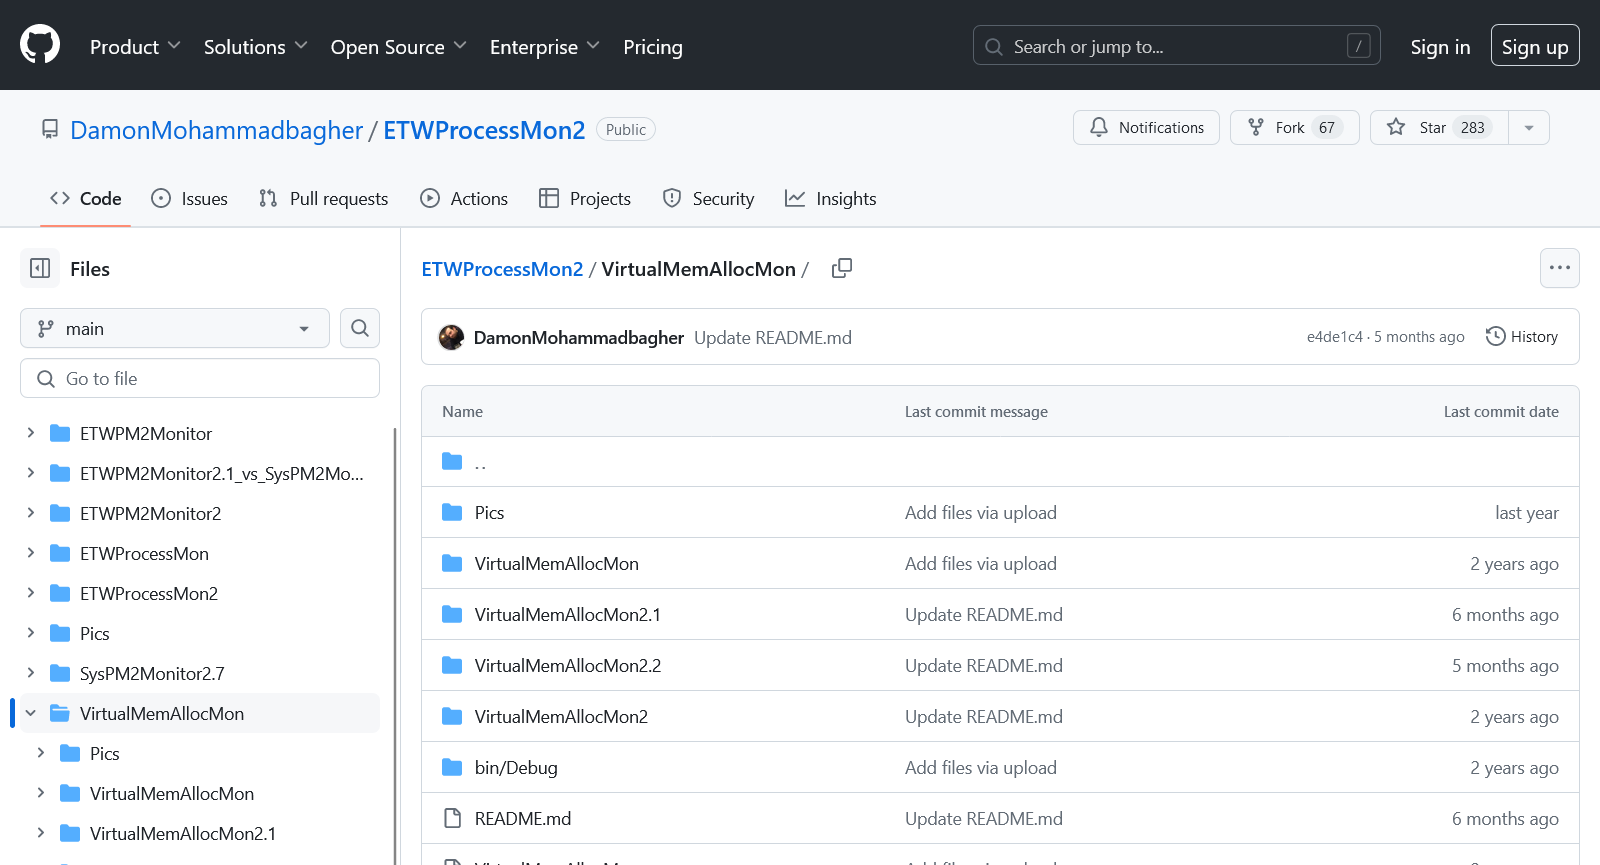 Product Solutions Open Source Enterprise Pricing Search or jump to... / Sign in Sign up
DamonMohammadbagher / ETWProcessMon2 Public Notifications Fork 67 Star 283
Code Issues Pull requests Actions Projects Security Insights
Files
main
Go to file
ETWPM2Monitor
ETWPM2Monitor2.1_vs_SysPM2Mo...
ETWPM2Monitor2
ETWProcessMon
ETWProcessMon2
Pics
SysPM2Monitor2.7
VirtualMemAllocMon
Pics
VirtualMemAllocMon
VirtualMemAllocMon2.1
ETWProcessMon2 / VirtualMemAllocMon /
DamonMohammadbagher Update README.md e4de1c4 · 5 months ago History
Name Last commit message Last commit date
..
Pics Add files via upload last year
VirtualMemAllocMon Add files via upload 2 years ago
VirtualMemAllocMon2.1 Update README.md 6 months ago
VirtualMemAllocMon2.2 Update README.md 5 months ago
VirtualMemAllocMon2 Update README.md 2 years ago
bin/Debug Add files via upload 2 years ago
README.md Update README.md 6 months ago